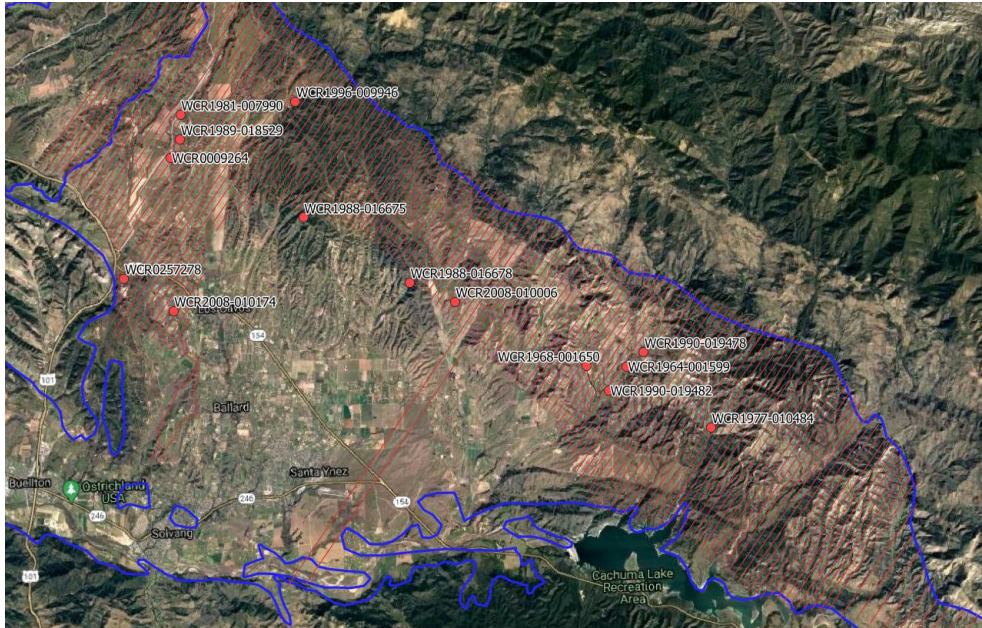 WCR1996-009946
WCR1981-007990
WCR1989-018529
WCR0009264
WCR1988-016675
WCR0257278
WCR1988-016678
WCR2008-010006
WCR2008-010174
Los Olivos
154
WCR1990-019478
WCR1968-001650
WCR1964-001599
101
WCR1990-019482
Ballard
WCR1977-010484
Santa Ynez
Buellton
Ostrichland
USA
246
154
246
Solvang
101
Cachuma Lake
Recreation
Area